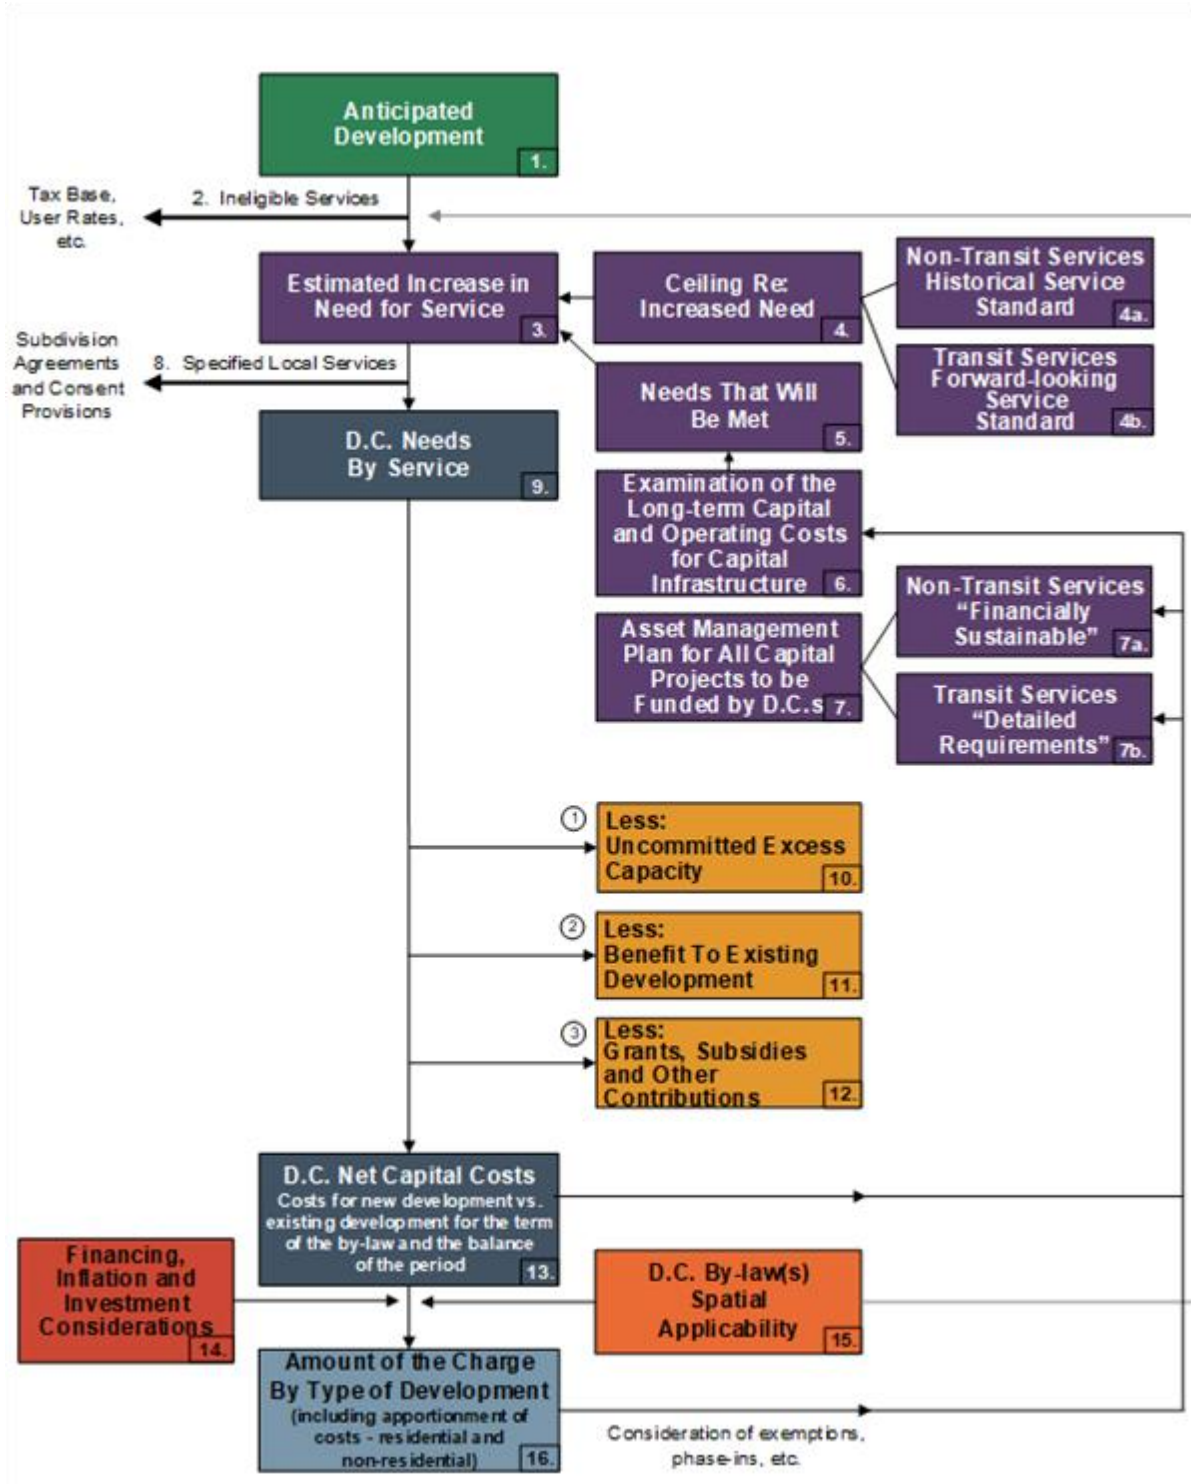 Anticipated
Development
1.
Tax Base,
User Rates,
etc.
2. Ineligible Services
Estimated Increase in
Need for Service
3.
Ceiling Re:
Increased Need
4.
Non-Transit Services
Historical Service
Standard
4a.
Transit Services
Forward-looking
Service
Standard
4b.
Subdivision
Agreements
and Consent
Provisions
8. Specified Local Services
Needs That Will
Be Met
5.
D.C. Needs
By Service
9.
Examination of the
Long-term Capital
and Operating Costs
for Capital
Infrastructure
6.
Non-Transit Services
“Financially
Sustainable”
7a.
Asset Management
Plan for All Capital
Projects to be
Funded by D.C.s
7.
Transit Services
“Detailed
Requirements”
7b.
1
Less:
Uncommitted Excess
Capacity
10.
2
Less:
Benefit To Existing
Development
11.
3
Less:
Grants, Subsidies
and Other
Contributions
12.
D.C. Net Capital Costs
Costs for new development vs.
existing development for the term
of the by-law and the balance
of the period
13.
Financing,
Inflation and
Investment
Considerations
14.
D.C. By-law(s)
Spatial
Applicability
15.
Amount of the Charge
By Type of Development
(including apportionment of
costs - residential and
non-residential)
16.
Consideration of exemptions,
phase-ins, etc.